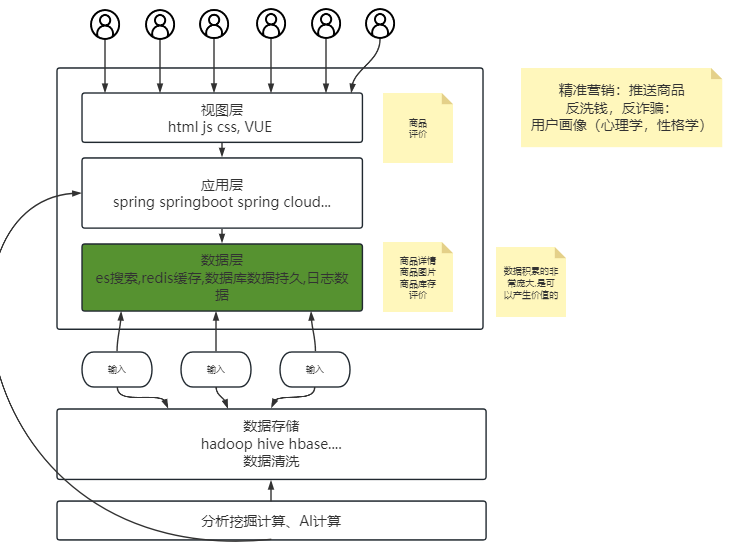 视图层
html js css, VUE
商品
评价
精准营销：推送商品
反洗钱，反诈骗：
用户画像（心理学，性格学）
应用层
spring springboot spring cloud...
数据层
es搜索,redis缓存,数据库数据持久,日志数
据
商品详情
商品图片
商品库存
评价
数据积累的非
常庞大,是可
以产生价值的
输入
输入
输入
数据存储
hadoop hive hbase....
数据清洗
分析挖掘计算、AI计算